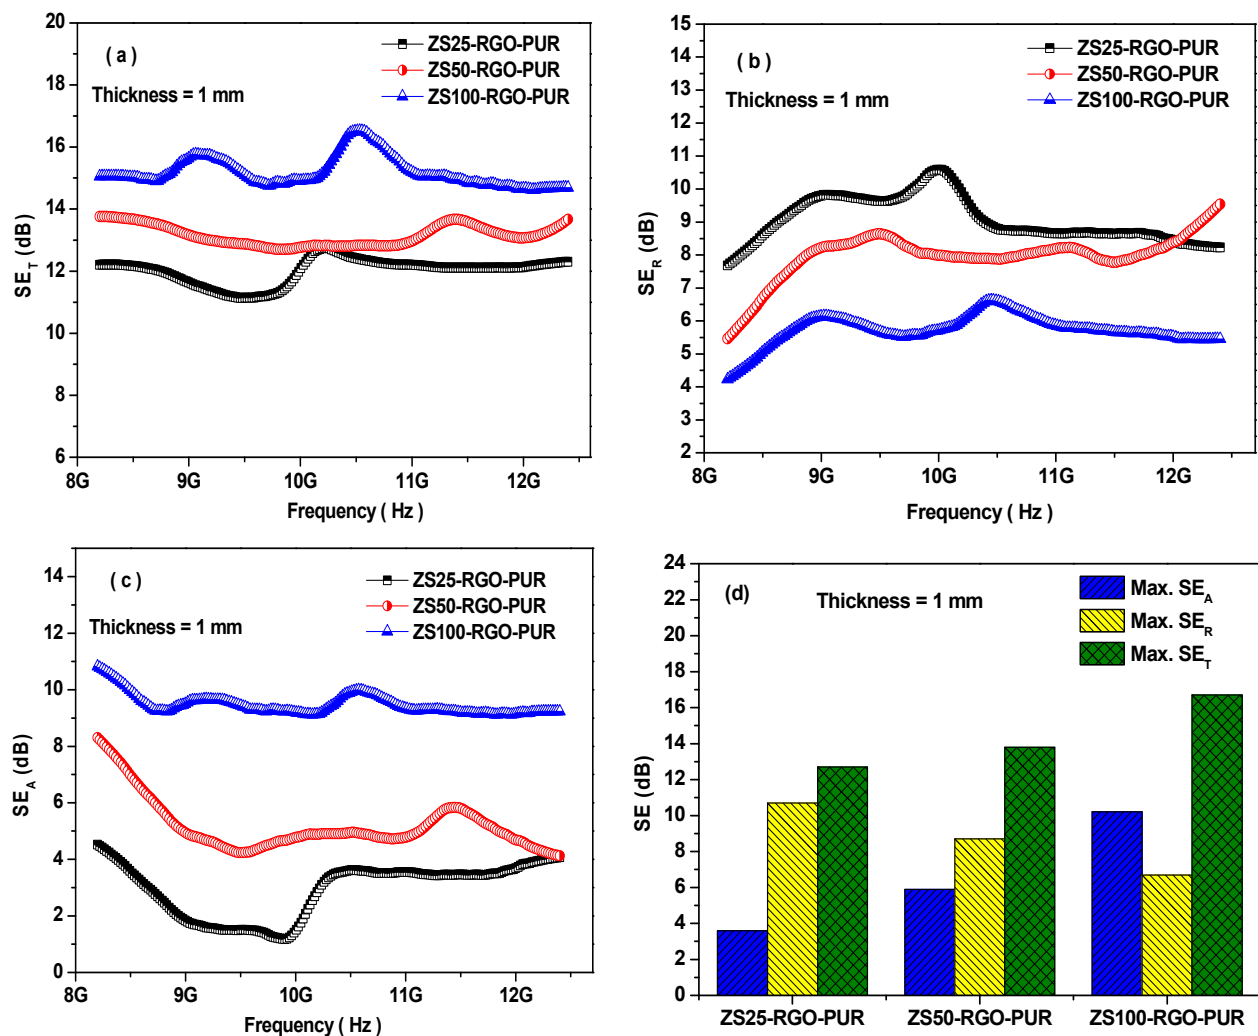 ( a )
ZS25-RGO-PUR
ZS50-RGO-PUR
ZS100-RGO-PUR
Thickness = 1 mm
20
18
16
14
12
10
8
6
SE_T (dB)
8G 9G 10G 11G 12G
Frequency ( Hz )
( b )
ZS25-RGO-PUR
ZS50-RGO-PUR
ZS100-RGO-PUR
Thickness = 1 mm
15
14
13
12
11
10
9
8
7
6
5
4
3
2
SE_R (dB)
8G 9G 10G 11G 12G
Frequency ( Hz )
( c )
ZS25-RGO-PUR
ZS50-RGO-PUR
ZS100-RGO-PUR
Thickness = 1 mm
14
12
10
8
6
4
2
0
SE_A (dB)
8G 9G 10G 11G 12G
Frequency ( Hz )
(d)
Thickness = 1 mm
Max. SE_A
Max. SE_R
Max. SE_T
24
22
20
18
16
14
12
10
8
6
4
2
0
SE (dB)
ZS25-RGO-PUR ZS50-RGO-PUR ZS100-RGO-PUR